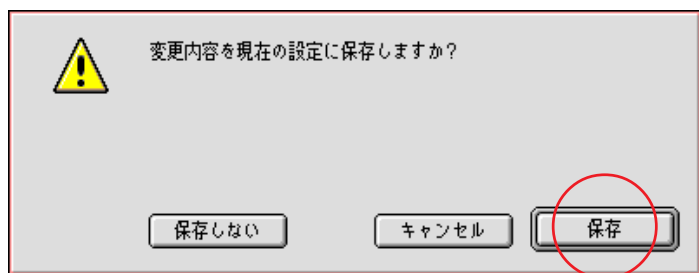 変更内容を現在の設定に保存しますか？
保存しない
キャンセル
保存